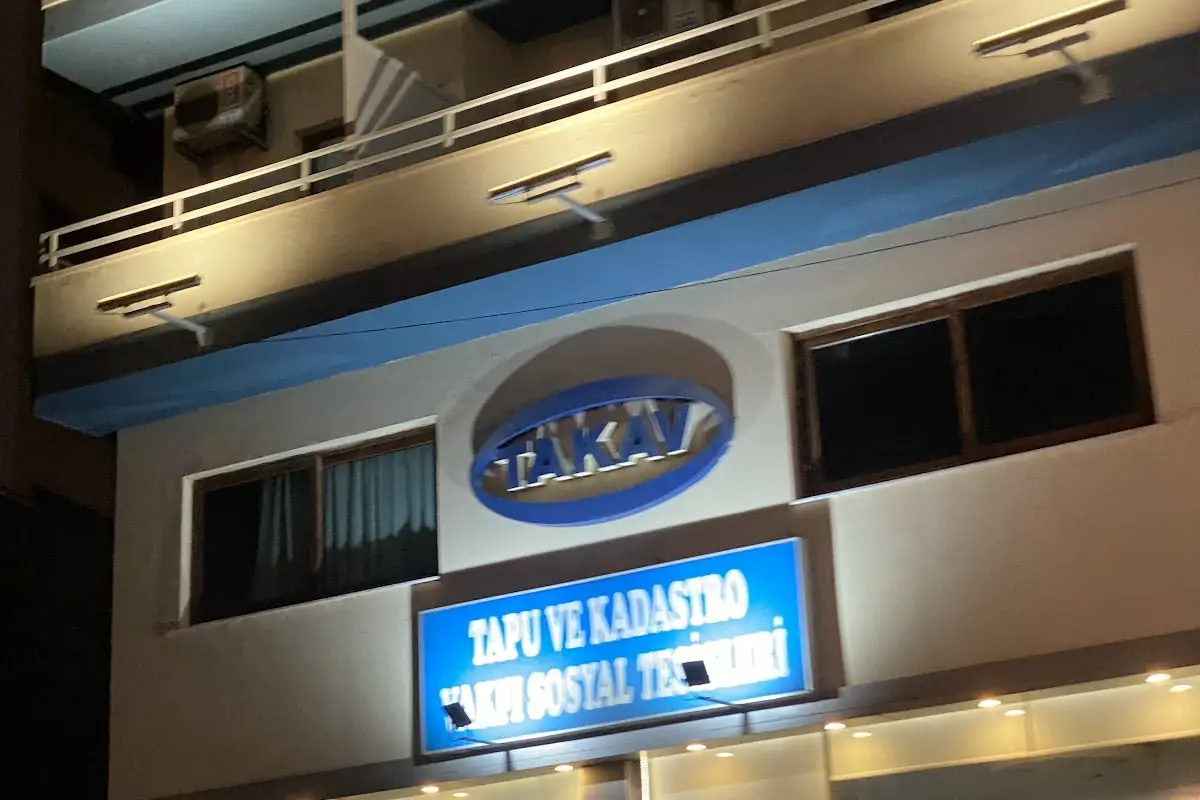 TAKAV
TAPU VE KADASTRO
VAKFI SOSYAL TESİSLERİ